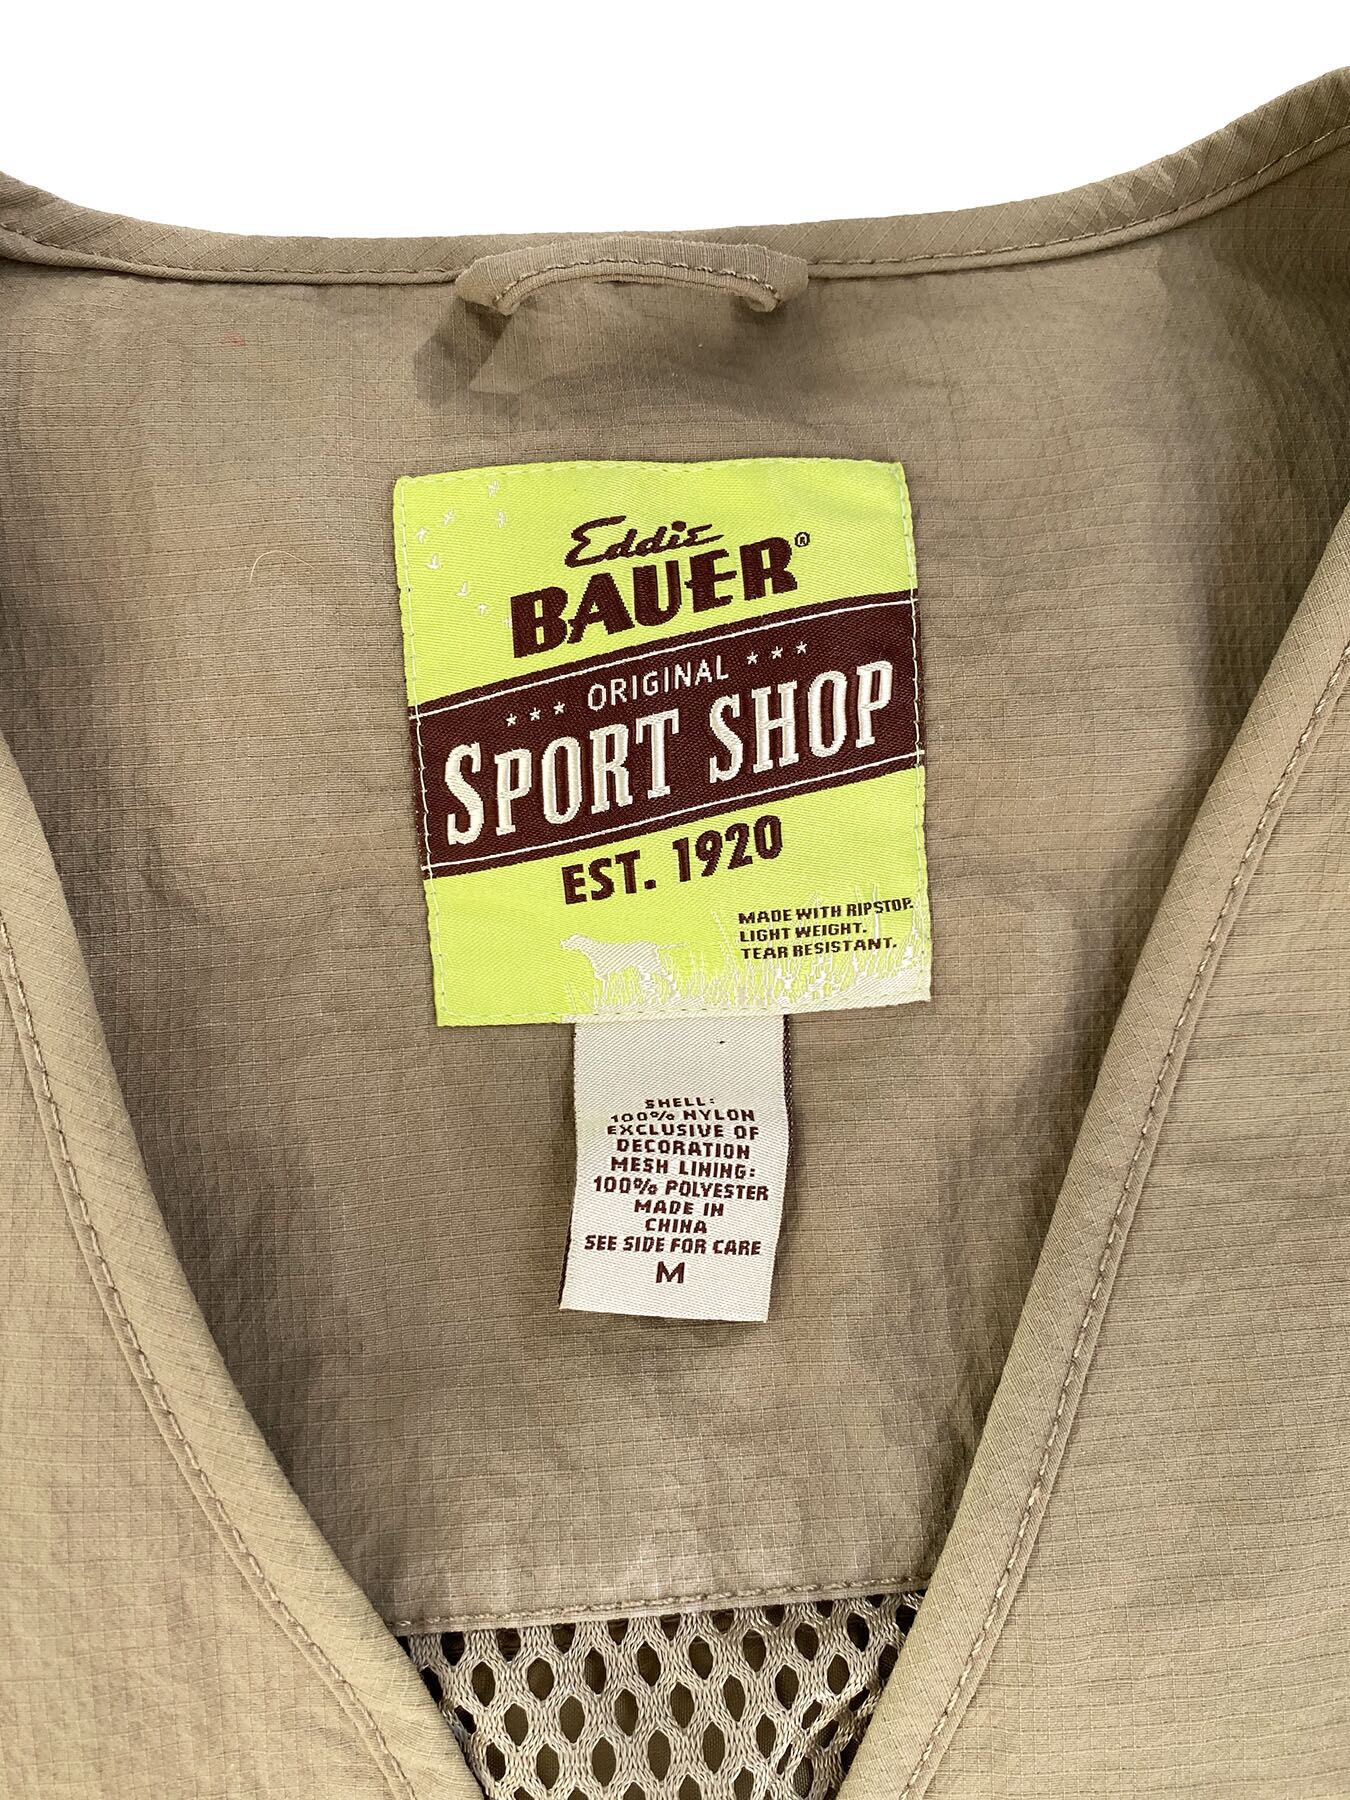 Eddie
BAUER®
*** ORIGINAL ***
SPORT SHOP
EST. 1920
MADE WITH RIPSTOP.
LIGHT WEIGHT.
TEAR RESISTANT.
SHELL:
100% NYLON
EXCLUSIVE OF
DECORATION
MESH LINING:
100% POLYESTER
MADE IN
CHINA
SEE SIDE FOR CARE
M